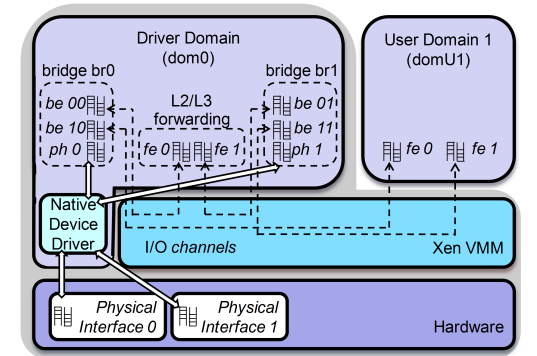 Driver Domain
(dom0)
User Domain 1
(domU1)
bridge br0
bridge br1
L2/L3
forwarding
be 00
be 10
ph 0
fe 0
fe 1
be 01
be 11
ph 1
fe 0
fe 1
Native
Device
Driver
I/O channels
Xen VMM
Physical
Interface 0
Physical
Interface 1
Hardware